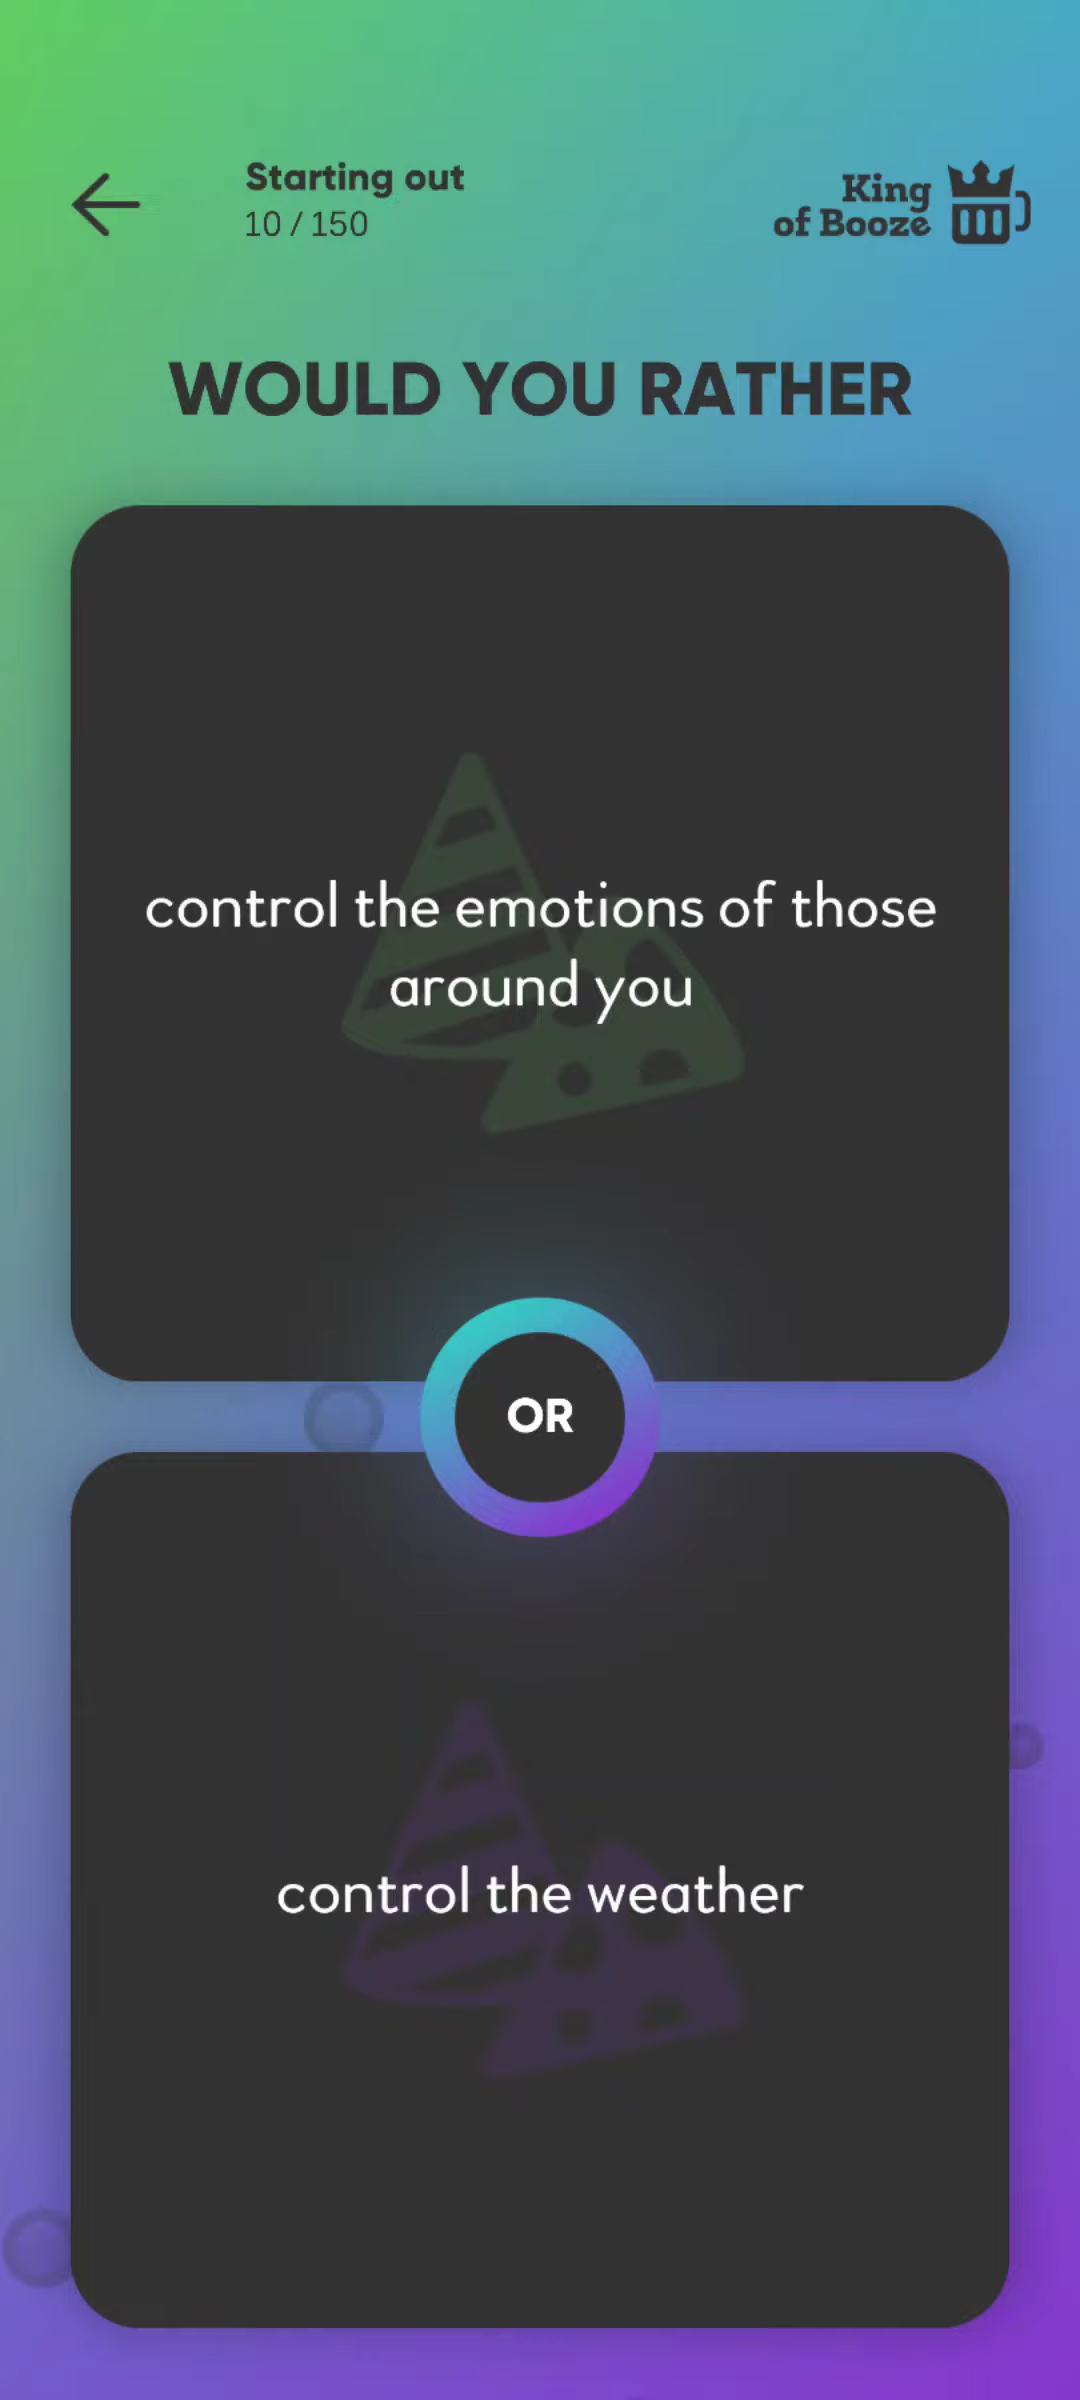 Starting out
10 / 150
King
of Booze
WOULD YOU RATHER
control the emotions of those
around you
OR
control the weather